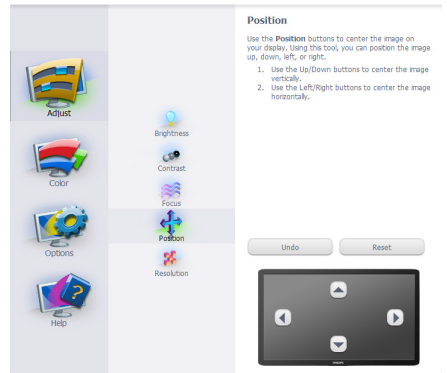 Adjust
Color
Options
Help
Brightness
Contrast
Focus
Position
Resolution
Position
Use the Position buttons to center the image on
your display. Using this tool, you can position the image
up, down, left, or right.
1. Use the Up/Down buttons to center the image
vertically.
2. Use the Left/Right buttons to center the image
horizontally.
Undo
Reset
PHILIPS